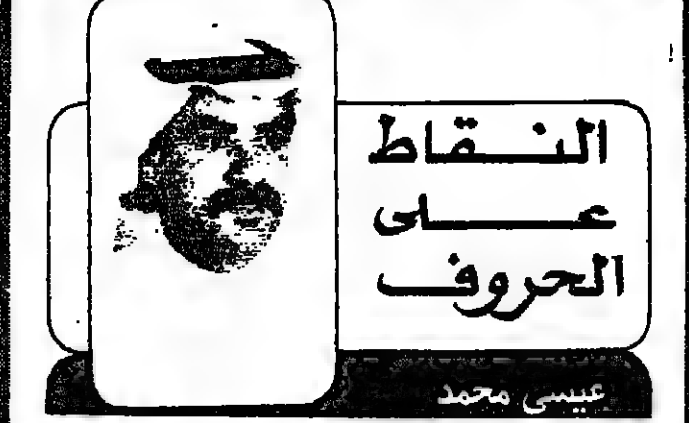 النقاط
على
الحروف
عيسى محمد